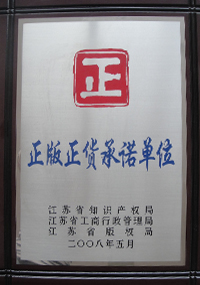 正
正版正货承诺单位
江苏省知识产权局
江苏省工商行政管理局
江苏省版权局
二〇〇八年五月